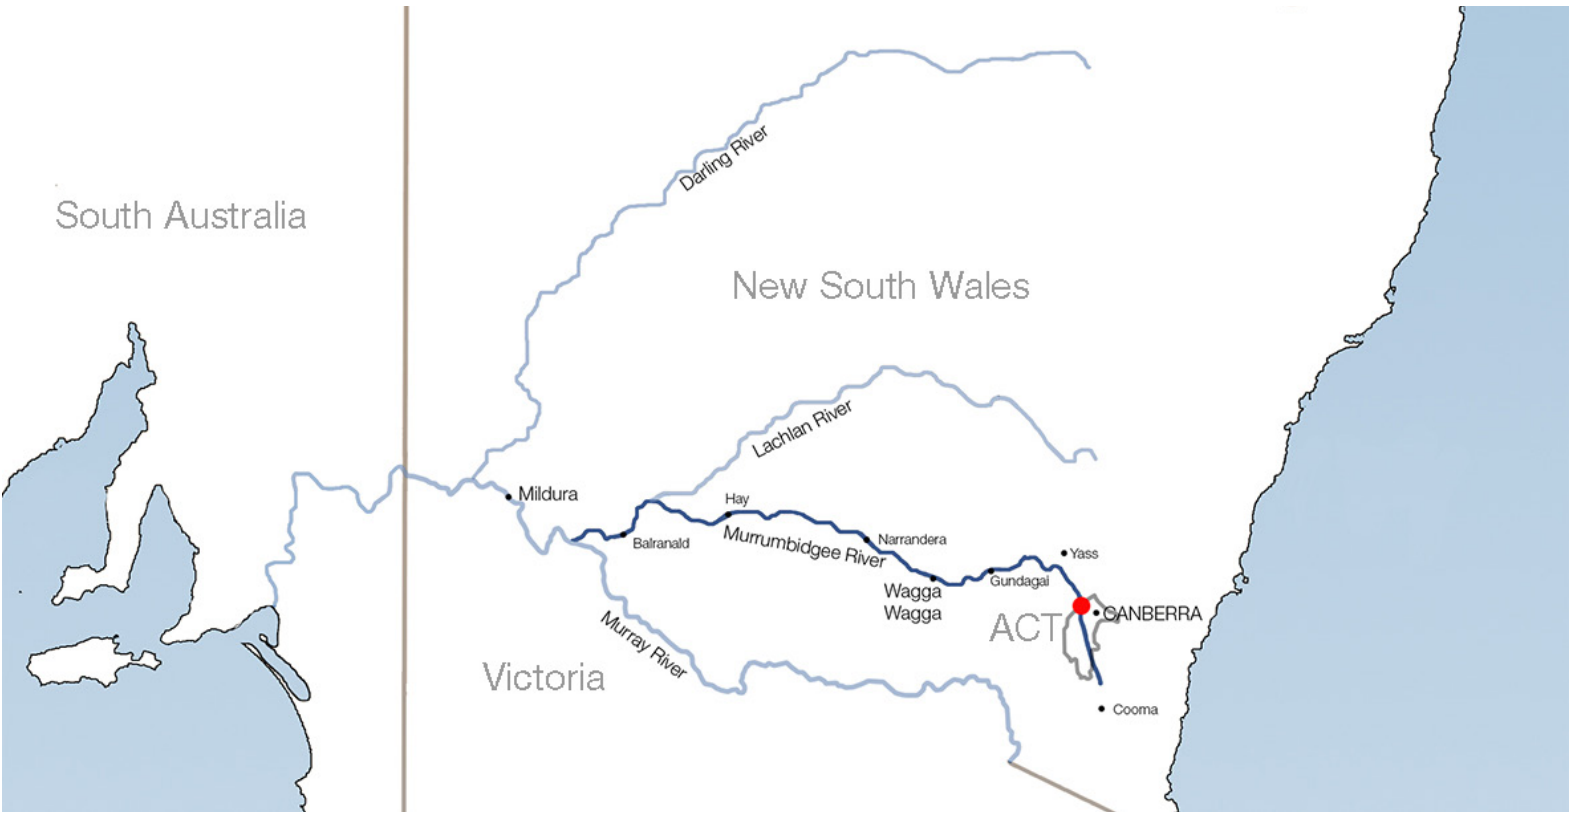 Darling River
South Australia
New South Wales
Lachlan River
Mildura
Hay
Balranald
Murrumbidgee River
Narrandera
Yass
Gundagai
Wagga
Wagga
CANBERRA
ACT
Murray River
Victoria
Cooma